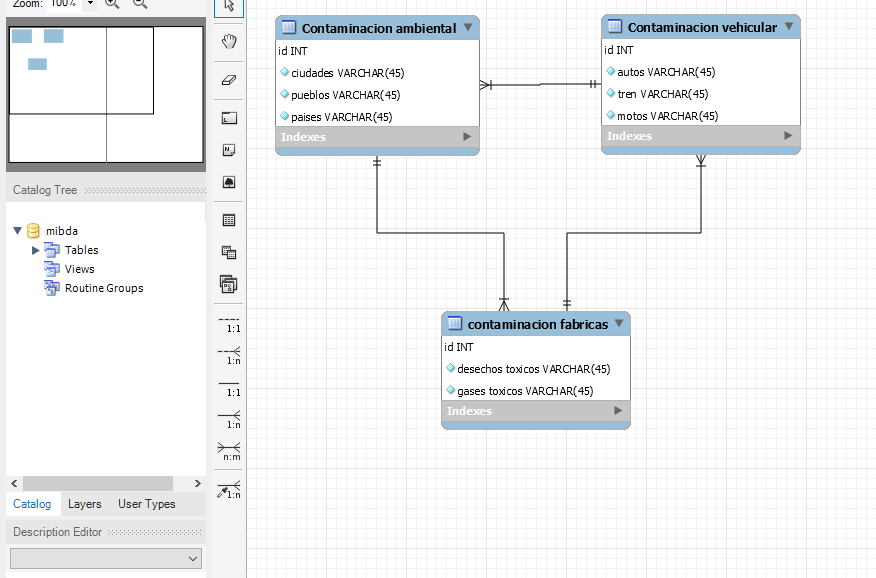 Zoom: 100%
Catalog Tree
mibda
Tables
Views
Routine Groups
Catalog Layers User Types
Description Editor
L
N
1:1
1:n
1:1
1:n
n:m
1:n
Contaminacion ambiental
id INT
ciudades VARCHAR(45)
pueblos VARCHAR(45)
paises VARCHAR(45)
Indexes
Contaminacion vehicular
id INT
autos VARCHAR(45)
tren VARCHAR(45)
motos VARCHAR(45)
Indexes
contaminacion fabricas
id INT
desechos toxicos VARCHAR(45)
gases toxicos VARCHAR(45)
Indexes